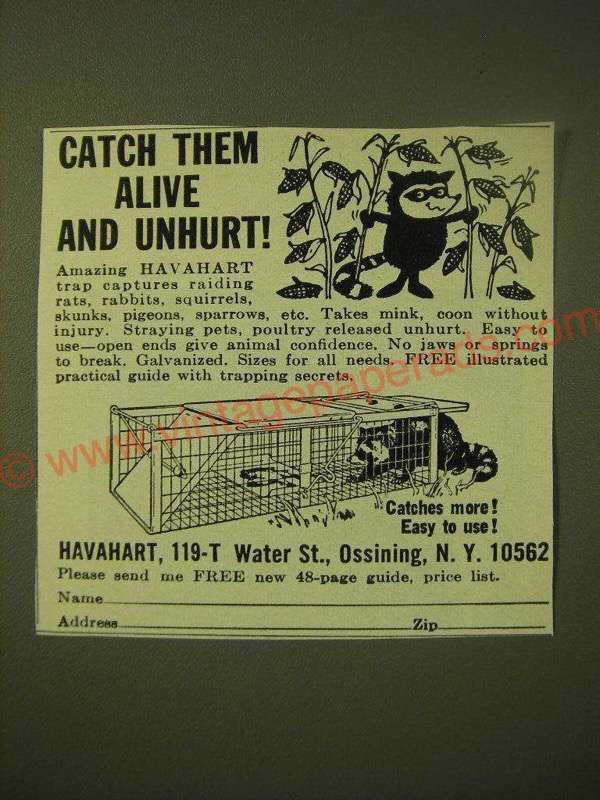 CATCH THEM
ALIVE
AND UNHURT!
Amazing HAVAHART
trap captures raiding
rats, rabbits, squirrels,
skunks, pigeons, sparrows, etc. Takes mink, coon without
injury. Straying pets, poultry released unhurt. Easy to
use—open ends give animal confidence. No jaws or springs
to break. Galvanized. Sizes for all needs. FREE illustrated
practical guide with trapping secrets.
Catches more!
Easy to use!
HAVAHART, 119-T Water St., Ossining, N. Y. 10562
Please send me FREE new 48-page guide, price list.
Name
Address Zip
© www.vintagepaperads.com